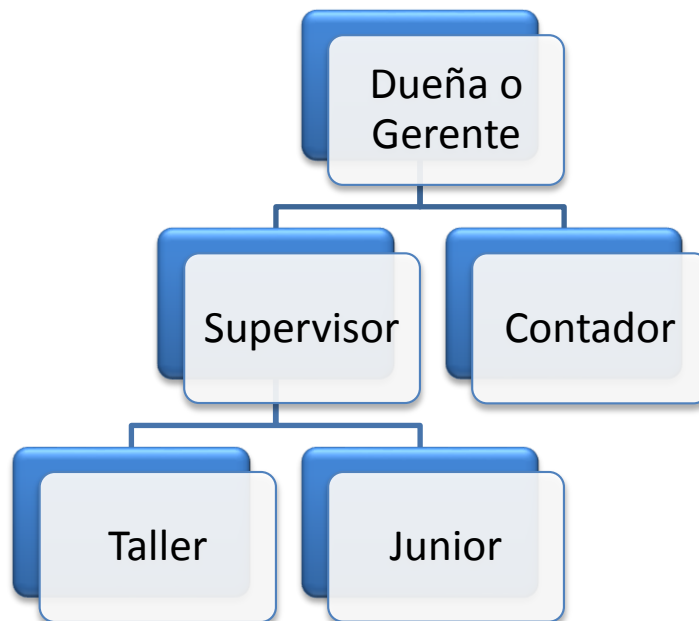 Dueña o
Gerente
Supervisor
Contador
Taller
Junior